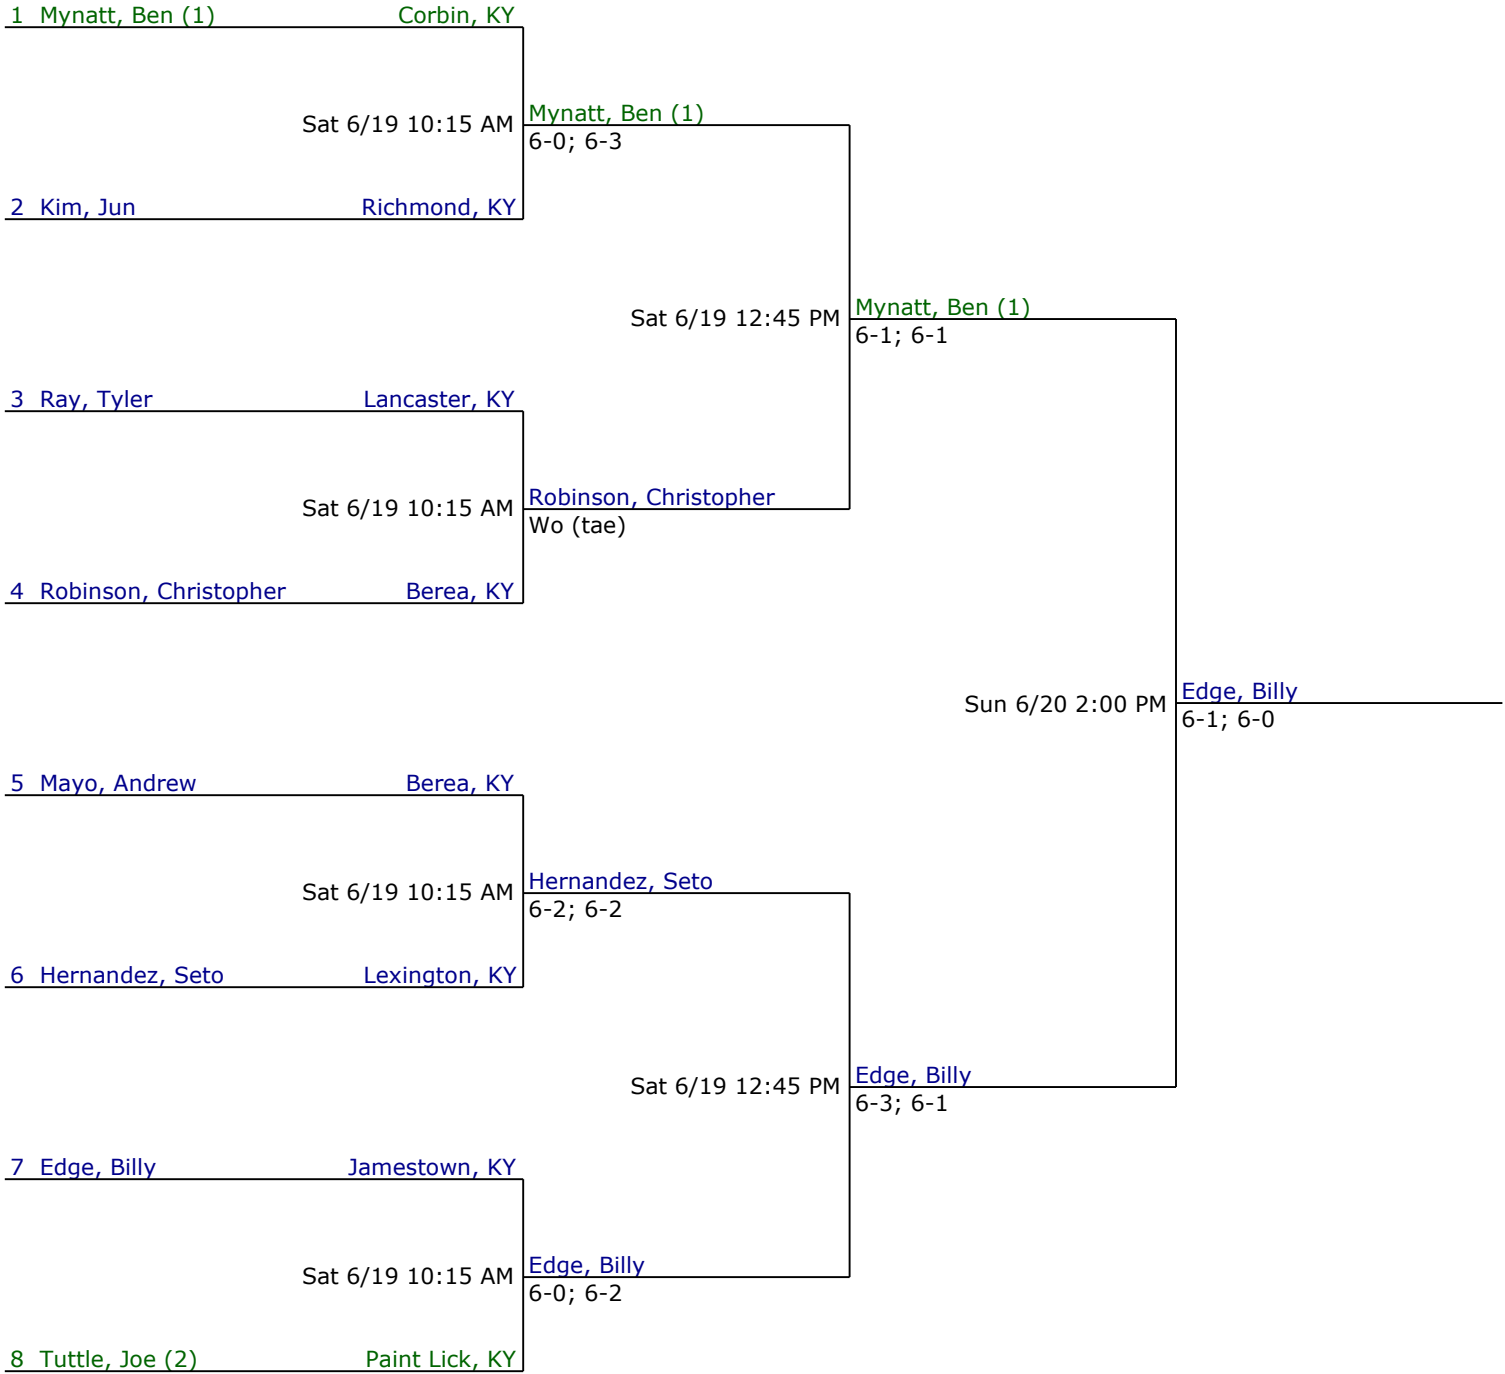 1 Mynatt, Ben (1) Corbin, KY
Sat 6/19 10:15 AM
Mynatt, Ben (1)
6-0; 6-3
2 Kim, Jun Richmond, KY
Sat 6/19 12:45 PM
Mynatt, Ben (1)
6-1; 6-1
3 Ray, Tyler Lancaster, KY
Sat 6/19 10:15 AM
Robinson, Christopher
Wo (tae)
4 Robinson, Christopher Berea, KY
Sun 6/20 2:00 PM
Edge, Billy
6-1; 6-0
5 Mayo, Andrew Berea, KY
Sat 6/19 10:15 AM
Hernandez, Seto
6-2; 6-2
6 Hernandez, Seto Lexington, KY
Sat 6/19 12:45 PM
Edge, Billy
6-3; 6-1
7 Edge, Billy Jamestown, KY
Sat 6/19 10:15 AM
Edge, Billy
6-0; 6-2
8 Tuttle, Joe (2) Paint Lick, KY